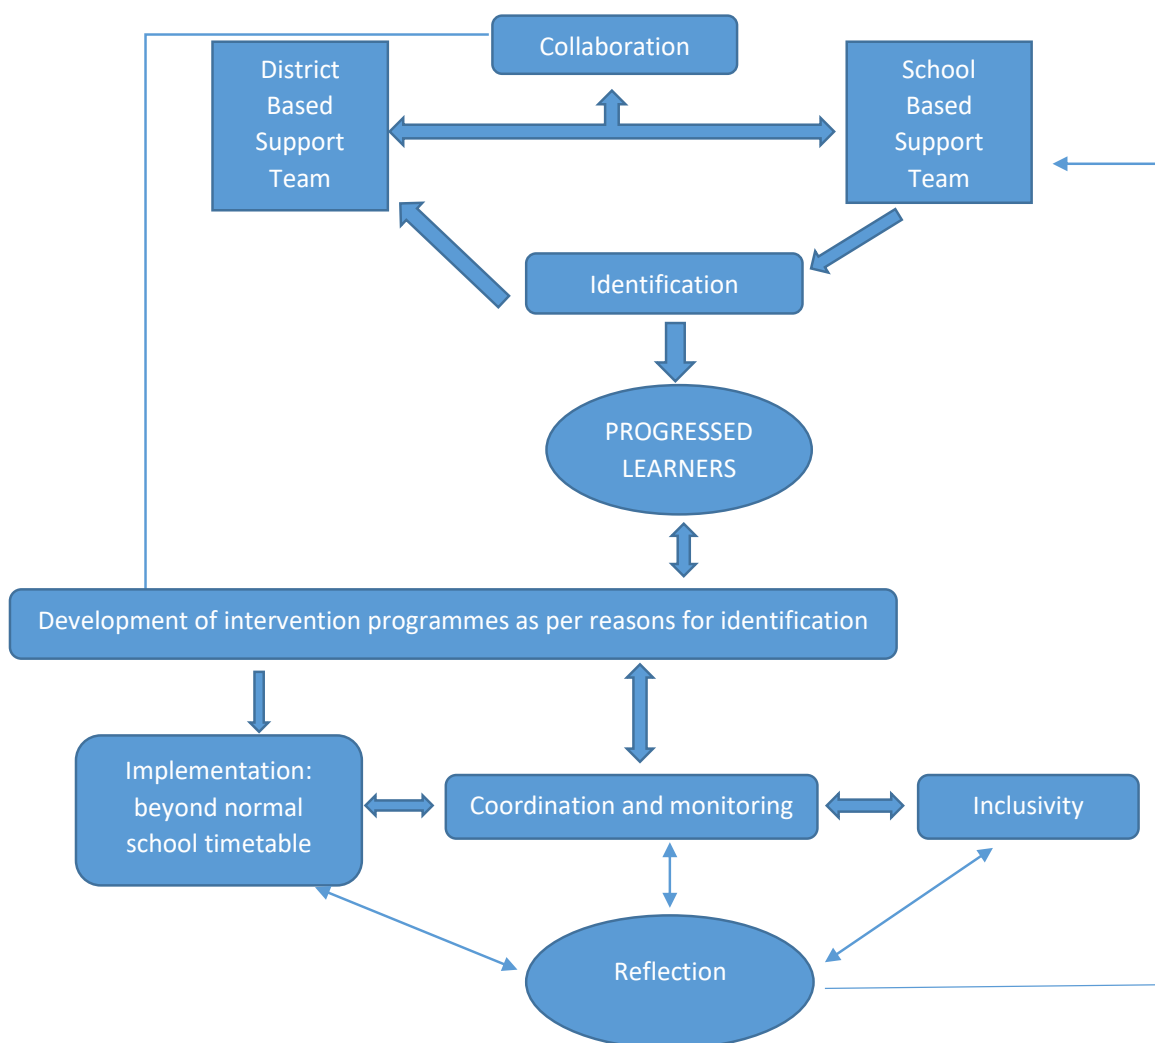 Collaboration
District
Based
Support
Team
School
Based
Support
Team
Identification
PROGRESSED
LEARNERS
Development of intervention programmes as per reasons for identification
Implementation:
beyond normal
school timetable
Coordination and monitoring
Inclusivity
Reflection